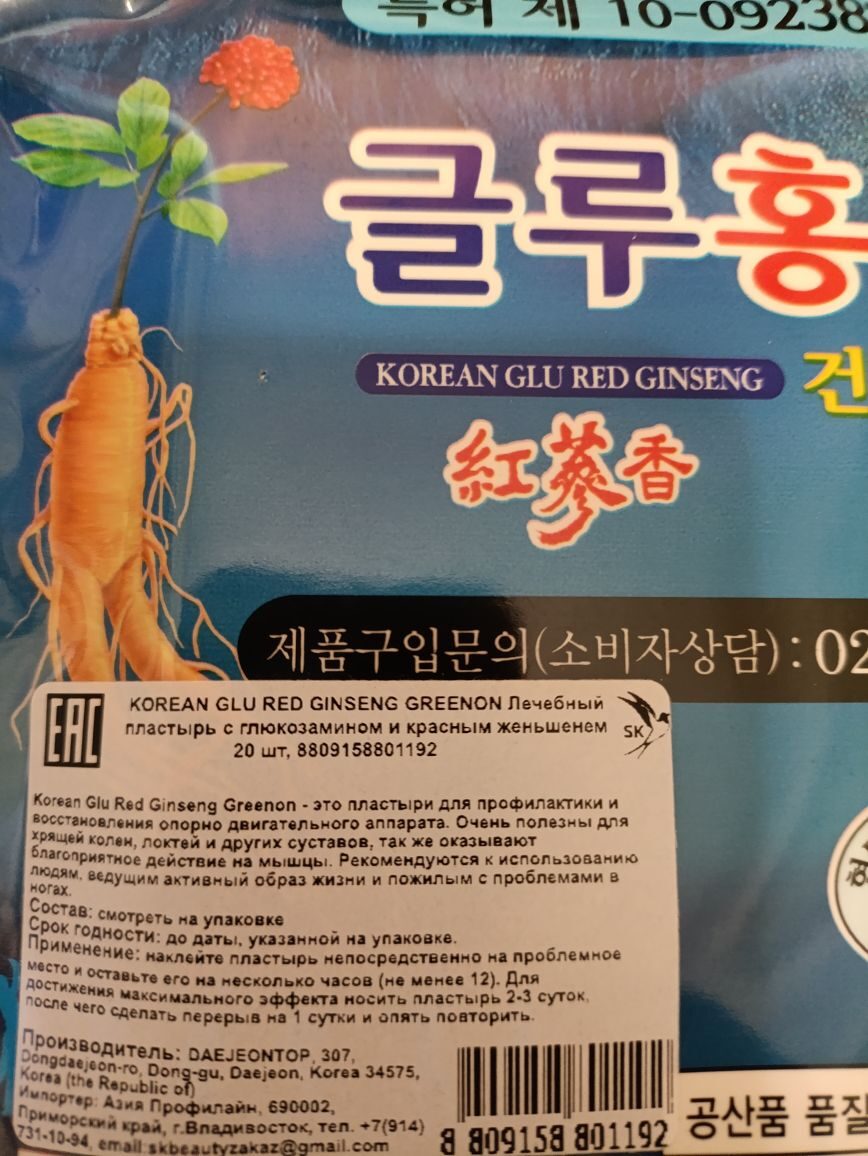 특허 제 10-09238
글루홍
KOREAN GLU RED GINSENG
건
紅蔘香
제품구입문의(소비자상담) : 02
EAC
KOREAN GLU RED GINSENG GREENON Лечебный
пластырь с глюкозамином и красным женьшенем
20 шт, 8809158801192
SK
Korean Glu Red Ginseng Greenon - это пластыри для профилактики и
восстановления опорно двигательного аппарата. Очень полезны для
хрящей колен, локтей и других суставов, так же оказывают
благоприятное действие на мышцы. Рекомендуются к использованию
людям, ведущим активный образ жизни и пожилым с проблемами в
ногах.
Состав: смотреть на упаковке
Срок годности: до даты, указанной на упаковке.
Применение: наклейте пластырь непосредственно на проблемное
место и оставьте его на несколько часов (не менее 12). Для
достижения максимального эффекта носить пластырь 2-3 суток,
после чего сделать перерыв на 1 сутки и опять повторить.
Производитель: DAEJEONTOP, 307,
Dongdaejeon-ro, Dong-gu, Daejeon, Korea 34575,
Korea (the Republic of)
Импортер: Азия Профилайн, 690002,
Приморский край, г.Владивосток, тел. +7(914)
731-10-94, email:skbeautyzakaz@gmail.com
8 809158 801192
공산품 품질